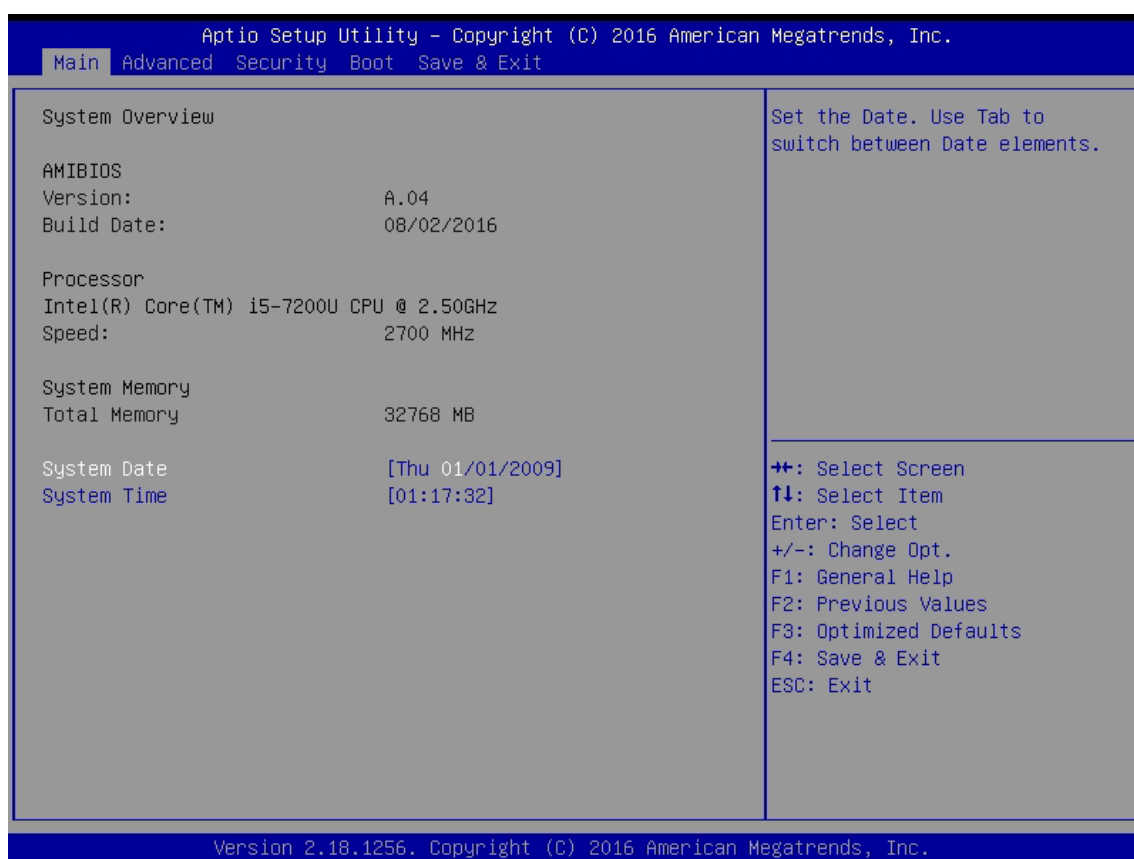 Aptio Setup Utility – Copyright (C) 2016 American Megatrends, Inc.
Main Advanced Security Boot Save & Exit
System Overview
AMIBIOS
Version: A.04
Build Date: 08/02/2016
Processor
Intel(R) Core(TM) i5-7200U CPU @ 2.50GHz
Speed: 2700 MHz
System Memory
Total Memory 32768 MB
System Date [Thu 01/01/2009]
System Time [01:17:32]
Set the Date. Use Tab to
switch between Date elements.
→←: Select Screen
↑↓: Select Item
Enter: Select
+/-: Change Opt.
F1: General Help
F2: Previous Values
F3: Optimized Defaults
F4: Save & Exit
ESC: Exit
Version 2.18.1256. Copyright (C) 2016 American Megatrends, Inc.